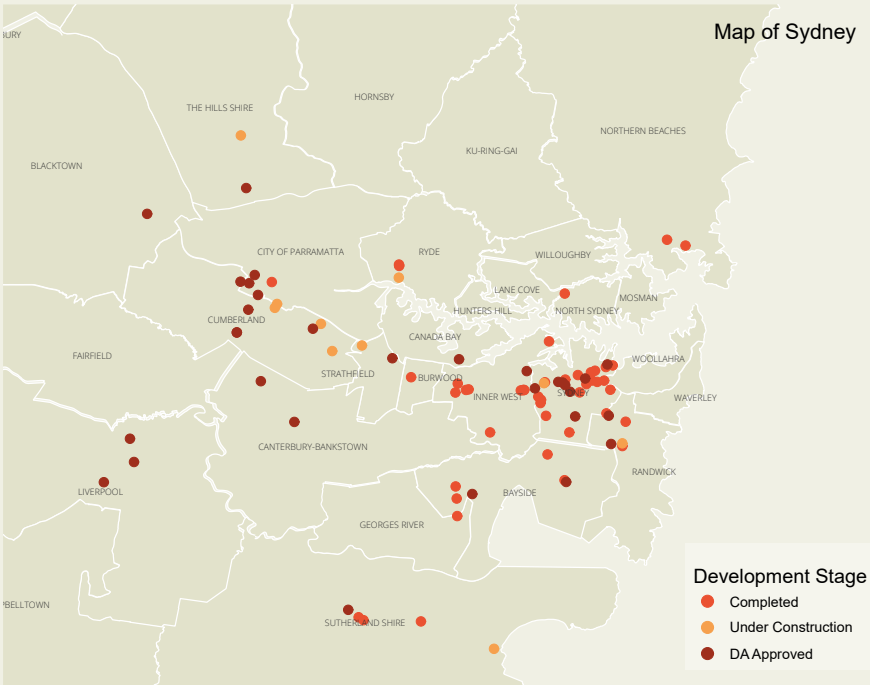 Map of Sydney
BURY
HORNSBY
THE HILLS SHIRE
NORTHERN BEACHES
KU-RING-GAI
BLACKTOWN
CITY OF PARRAMATTA
RYDE
WILLOUGHBY
LANE COVE
MOSMAN
HUNTERS HILL
NORTH SYDNEY
CUMBERLAND
CANADA BAY
FAIRFIELD
WOOLLAHRA
STRATHFIELD
BURWOOD
SYDNEY
INNER WEST
WAVERLEY
CANTERBURY-BANKSTOWN
RANDWICK
LIVERPOOL
BAYSIDE
GEORGES RIVER
Development Stage
Completed
PBELLTOWN
SUTHERLAND SHIRE
Under Construction
DA Approved